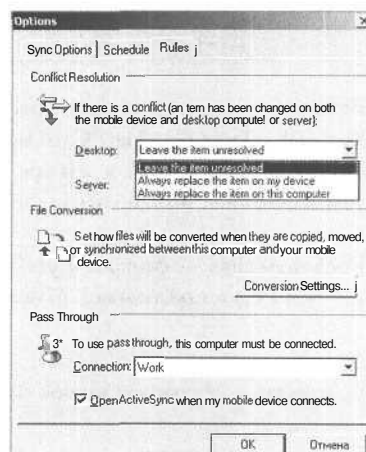 Options
Sync Options | Schedule Rules j
Conflict Resolution
If there is a conflict (an tern has been changed on both
the mobile device and desktop compute! or server):
Desktop: Leave the item unresolved
Leave the item unresolved
Always replace the item on my device
Server: Always replace the item on this computer
File Conversion
Set how files will be converted when they are copied, moved,
or synchronized between this computer and your mobile
device.
Conversion Settings... j
Pass Through
3* To use pass through, this computer must be connected.
Connection: Work
Open ActiveSync when my mobile device connects.
OK Отмена